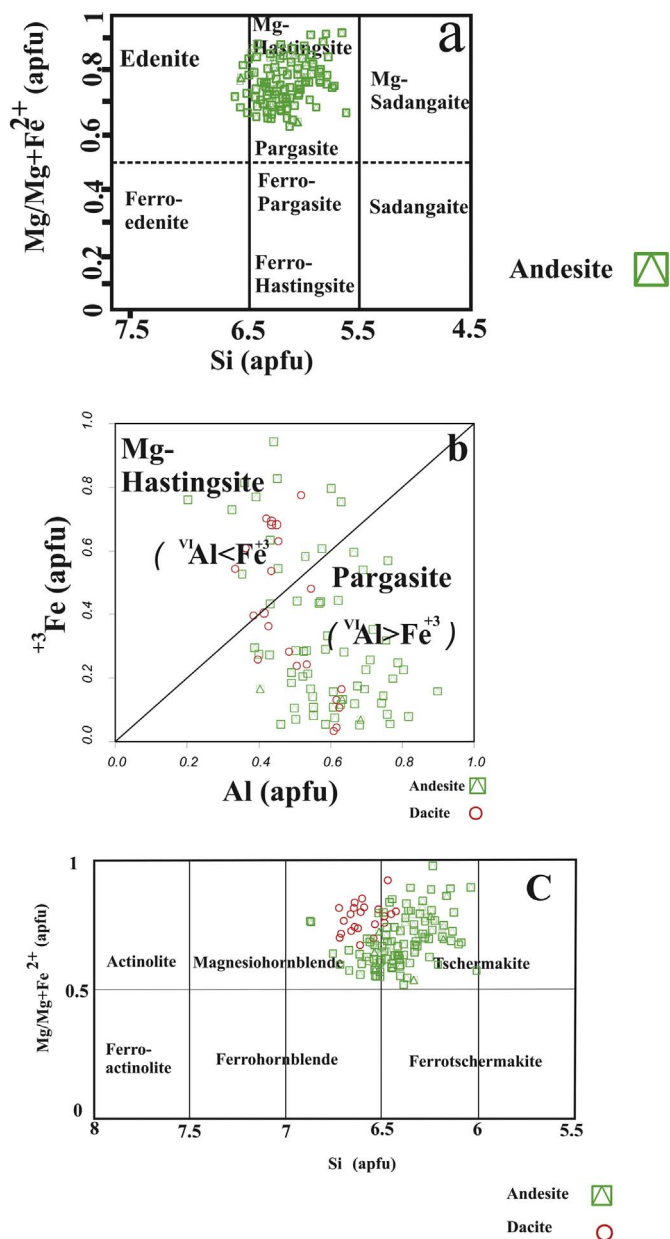 a
Mg-
Hastingsite
Edenite
Mg-
Sadangaite
Pargasite
Ferro-
edenite
Ferro-
Pargasite
Sadangaite
Ferro-
Hastingsite
Mg/Mg+Fe2+ (apfu)
1
0.8
0.6
0.4
0.2
0
7.5 6.5 5.5 4.5
Si (apfu)
Andesite
b
Mg-
Hastingsite
( VIAl<Fe+3
Pargasite
( VIAl>Fe+3 )
+3Fe (apfu)
1.0
0.8
0.6
0.4
0.2
0.0
0.0 0.2 0.4 0.6 0.8 1.0
Al (apfu)
Andesite
Dacite
C
Actinolite Magnesiohornblende Tschermakite
Ferro-
actinolite
Ferrohornblende Ferrotschermakite
Mg/Mg+Fe 2+ (apfu)
1
0.5
0
8 7.5 7 6.5 6 5.5
Si (apfu)
Andesite
Dacite